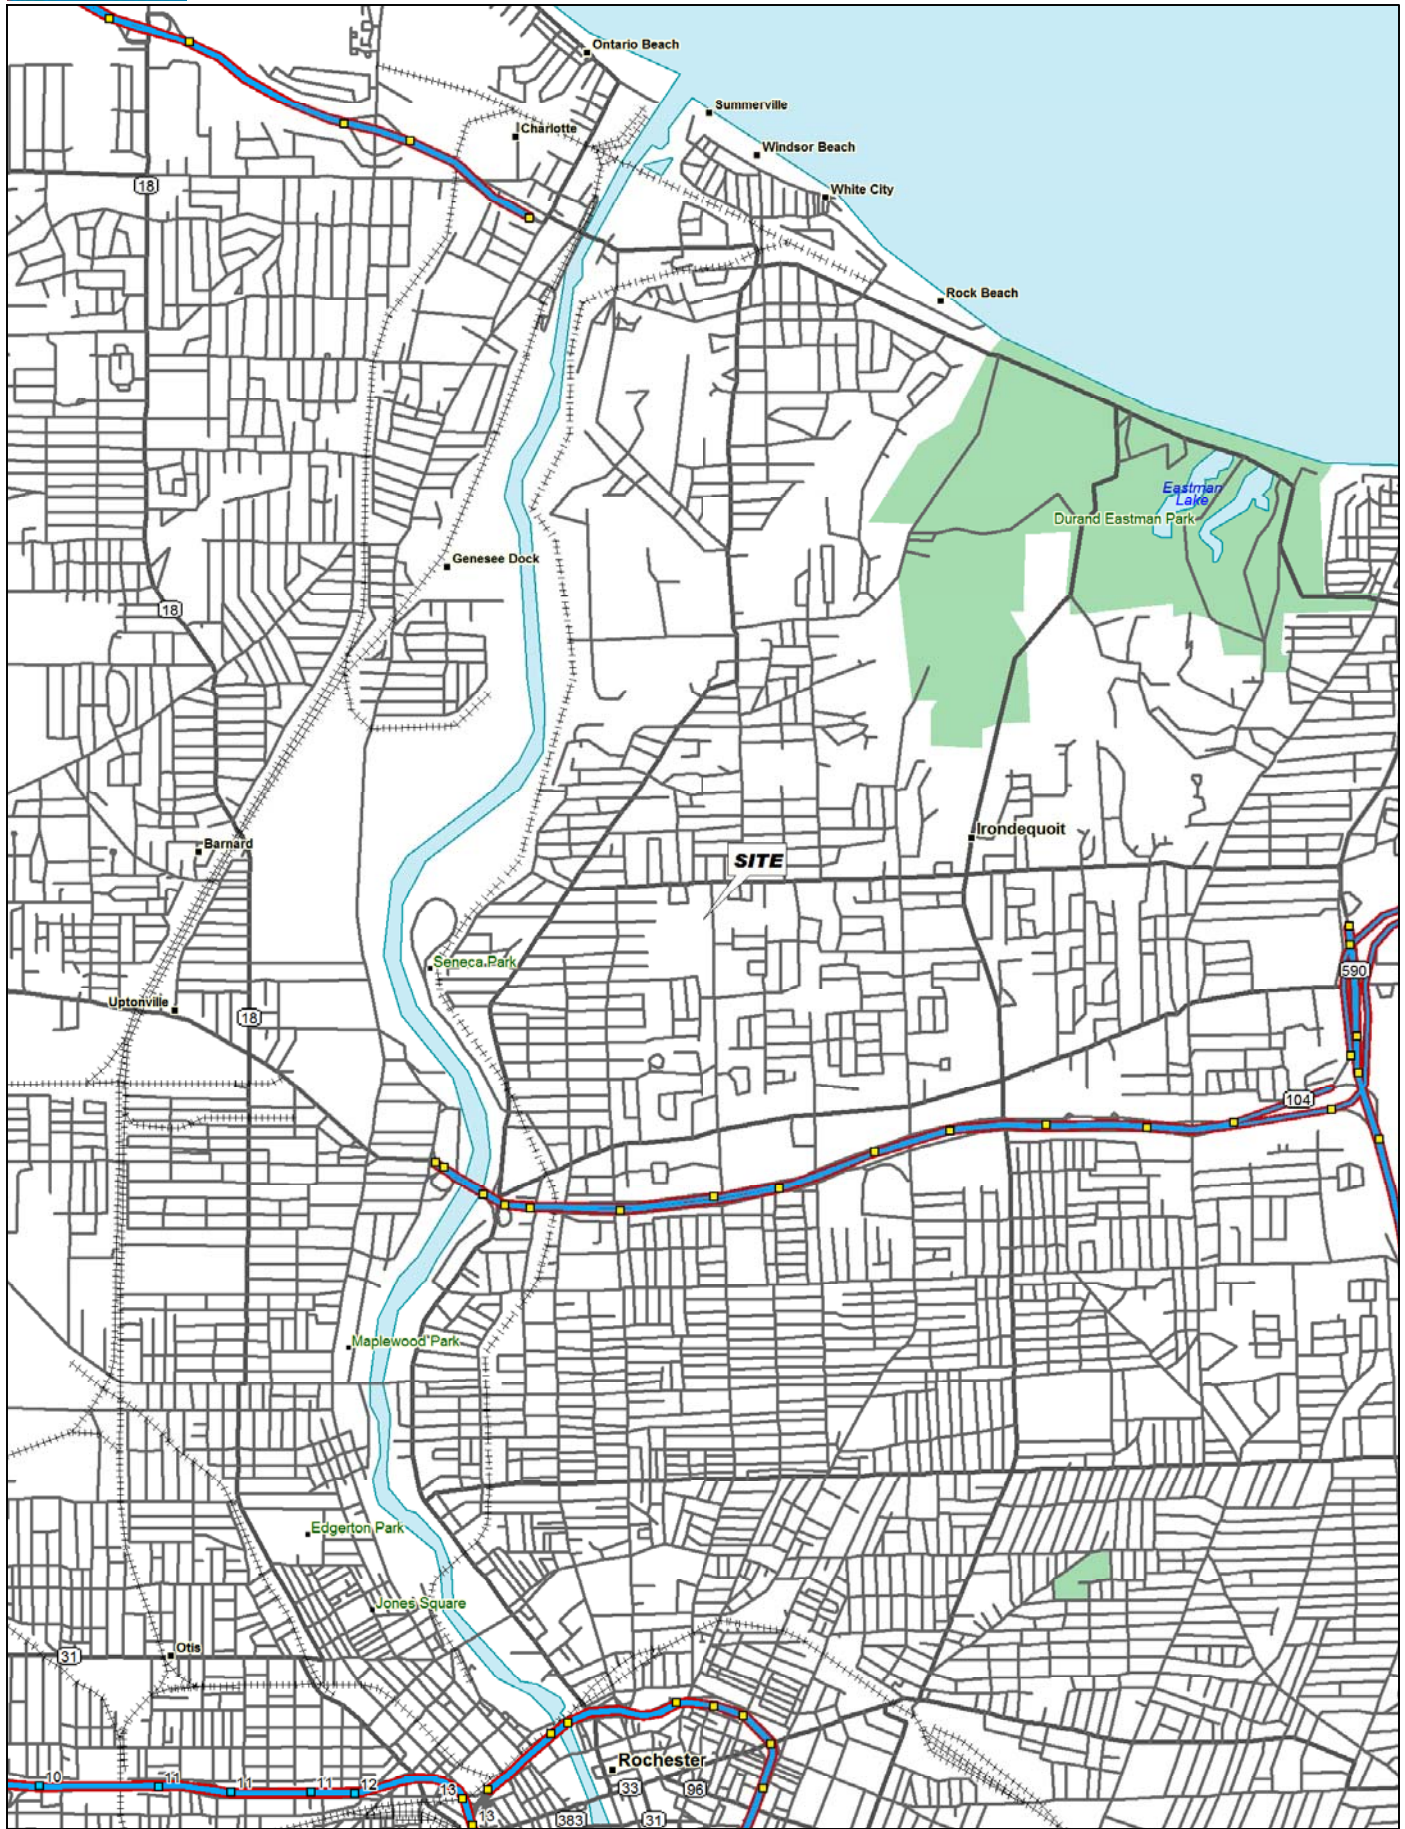 Ontario Beach
Summerville
Charlotte
Windsor Beach
18
White City
Rock Beach
Eastman
Lake
Durand Eastman Park
Genesee Dock
18
Irondequoit
Barnard
SITE
Seneca Park
590
Uptonville
18
104
Maplewood Park
Edgerton Park
Jones Square
Otis
31
Rochester
10
11
11
11
12
13
33
96
13
383
31